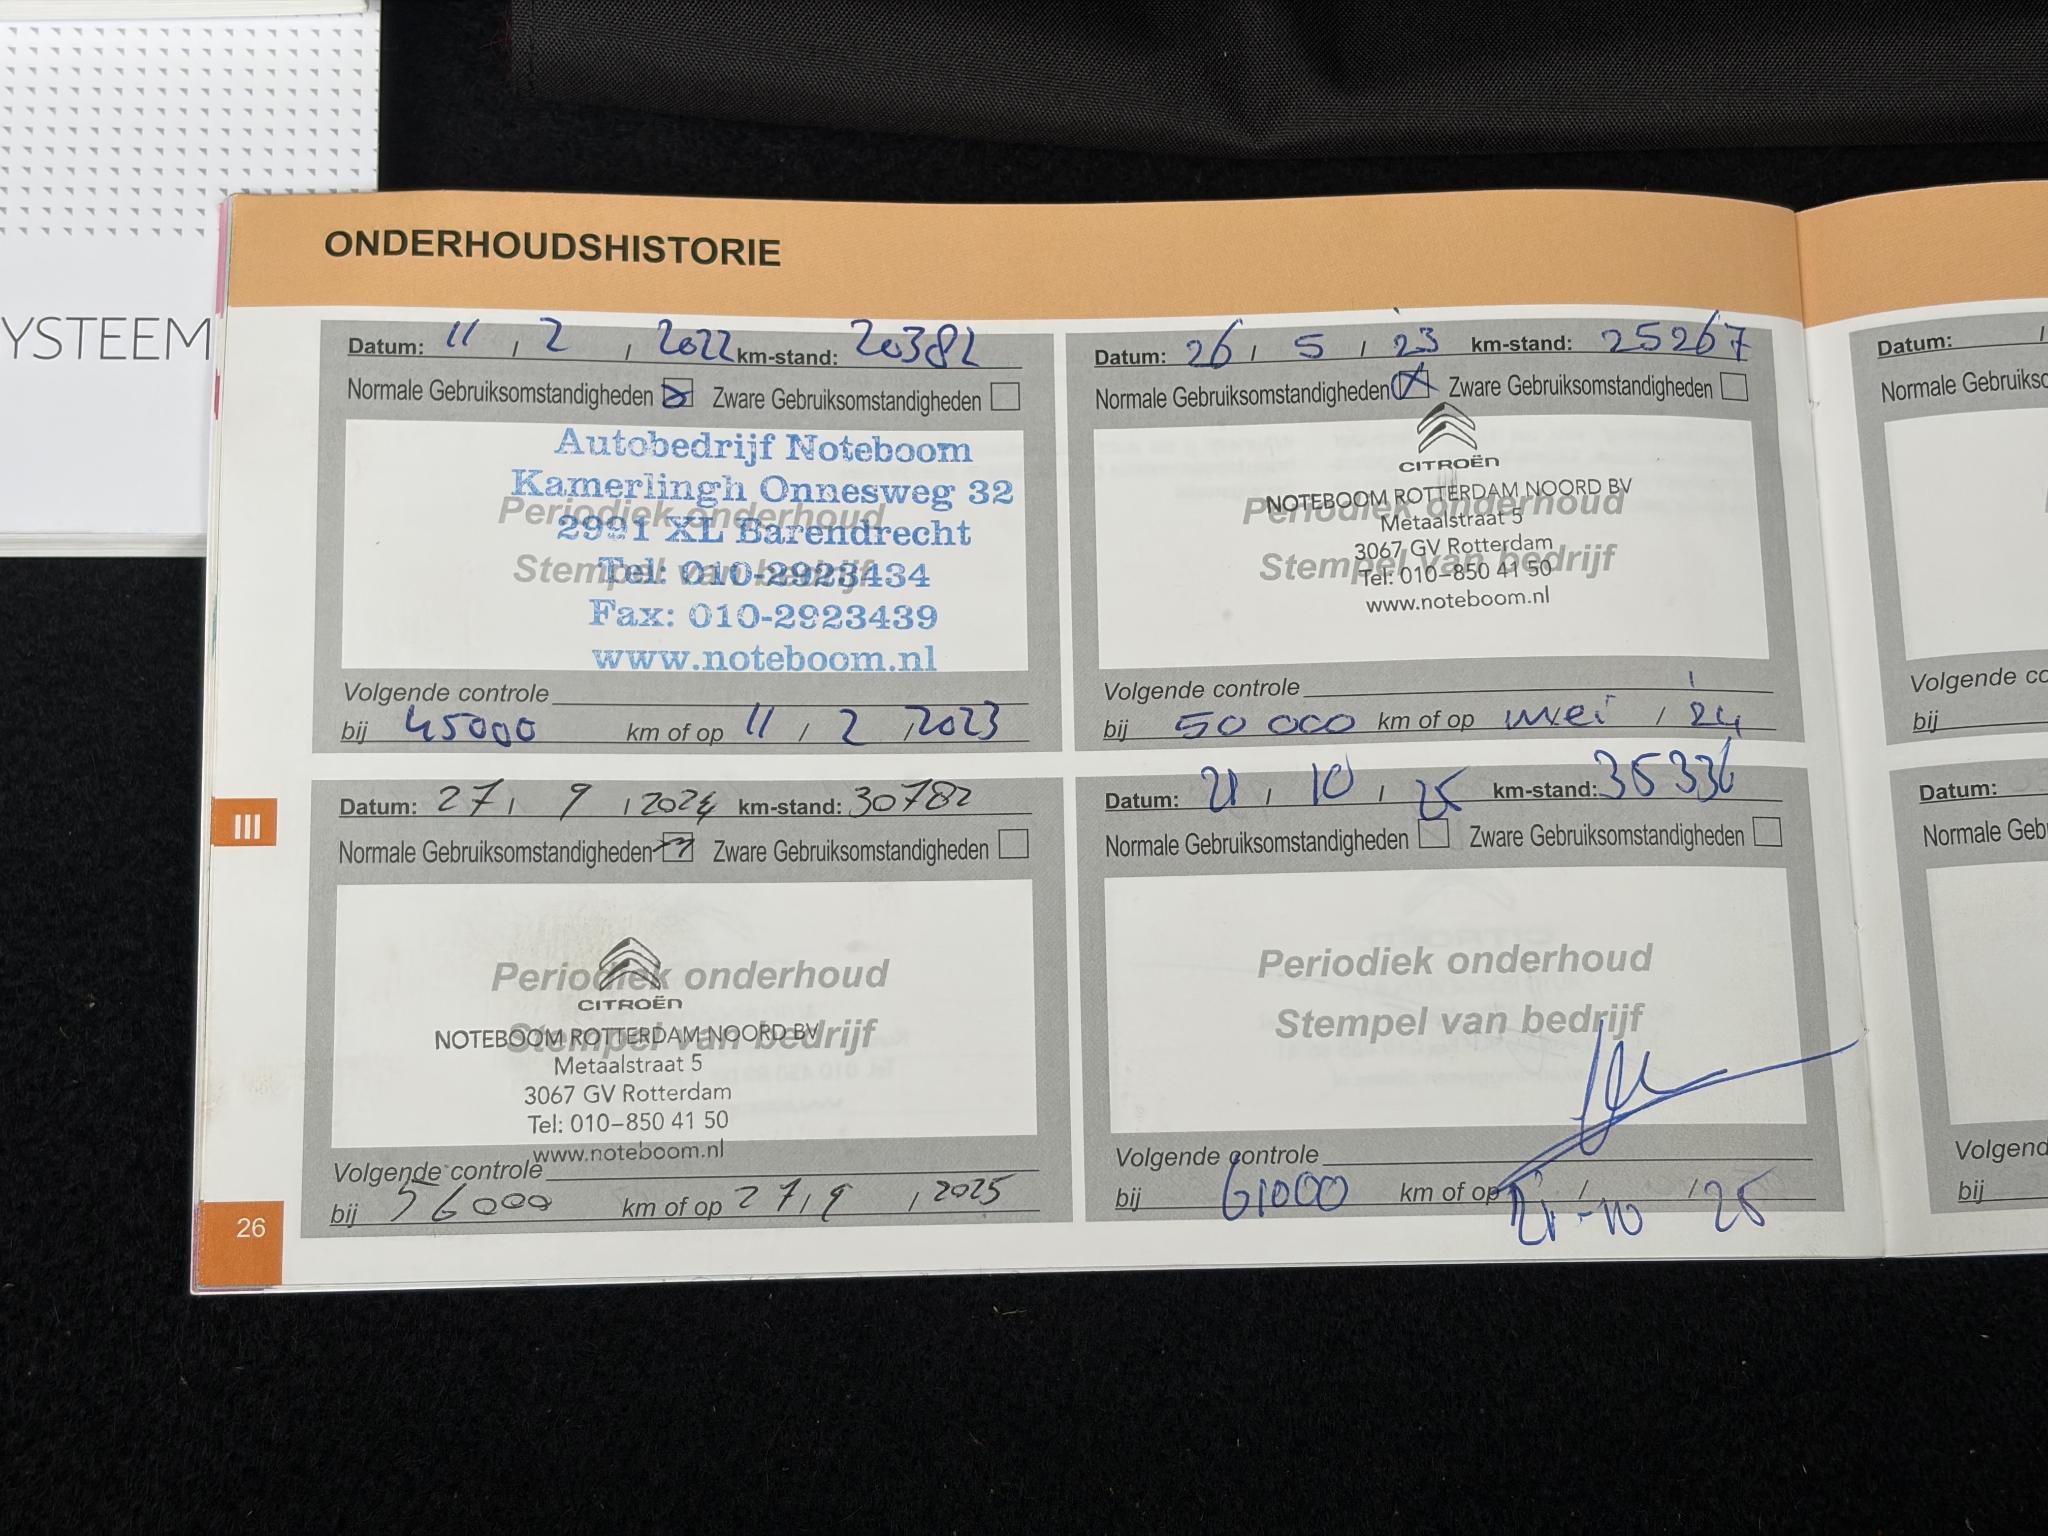 YSTEEM
ONDERHOUDSHISTORIE
Datum: 11 / 2 / 2022 km-stand: 20382
Normale Gebruiksomstandigheden Zware Gebruiksomstandigheden
Periodiek onderhoud
Stempel van bedrijf
Autobedrijf Noteboom
Kamerlingh Onnesweg 32
2991 XL Barendrecht
Tel: 010-2923434
Fax: 010-2923439
www.noteboom.nl
Volgende controle
bij 45000 km of op 11 / 2 / 2023
Datum: 26 / 5 / 23 km-stand: 25267
Normale Gebruiksomstandigheden Zware Gebruiksomstandigheden
Periodiek onderhoud
Stempel van bedrijf
CITROËN
NOTEBOOM ROTTERDAM NOORD BV
Metaalstraat 5
3067 GV Rotterdam
Tel: 010-850 41 50
www.noteboom.nl
Volgende controle
bij 50 000 km of op mei / 24
Datum: 27 / 9 / 2024 km-stand: 30782
Normale Gebruiksomstandigheden Zware Gebruiksomstandigheden
Periodiek onderhoud
Stempel van bedrijf
CITROËN
NOTEBOOM ROTTERDAM NOORD BV
Metaalstraat 5
3067 GV Rotterdam
Tel: 010-850 41 50
www.noteboom.nl
Volgende controle
bij 56000 km of op 27 / 9 / 2025
Datum: 21 / 10 / 25 km-stand: 36336
Normale Gebruiksomstandigheden Zware Gebruiksomstandigheden
Periodiek onderhoud
Stempel van bedrijf
Volgende controle
bij 61000 km of op 21 - 10 / 26
III
26
Datum:
Normale Gebruikso
Volgende co
bij
Datum:
Normale Geb
Volgend
bij